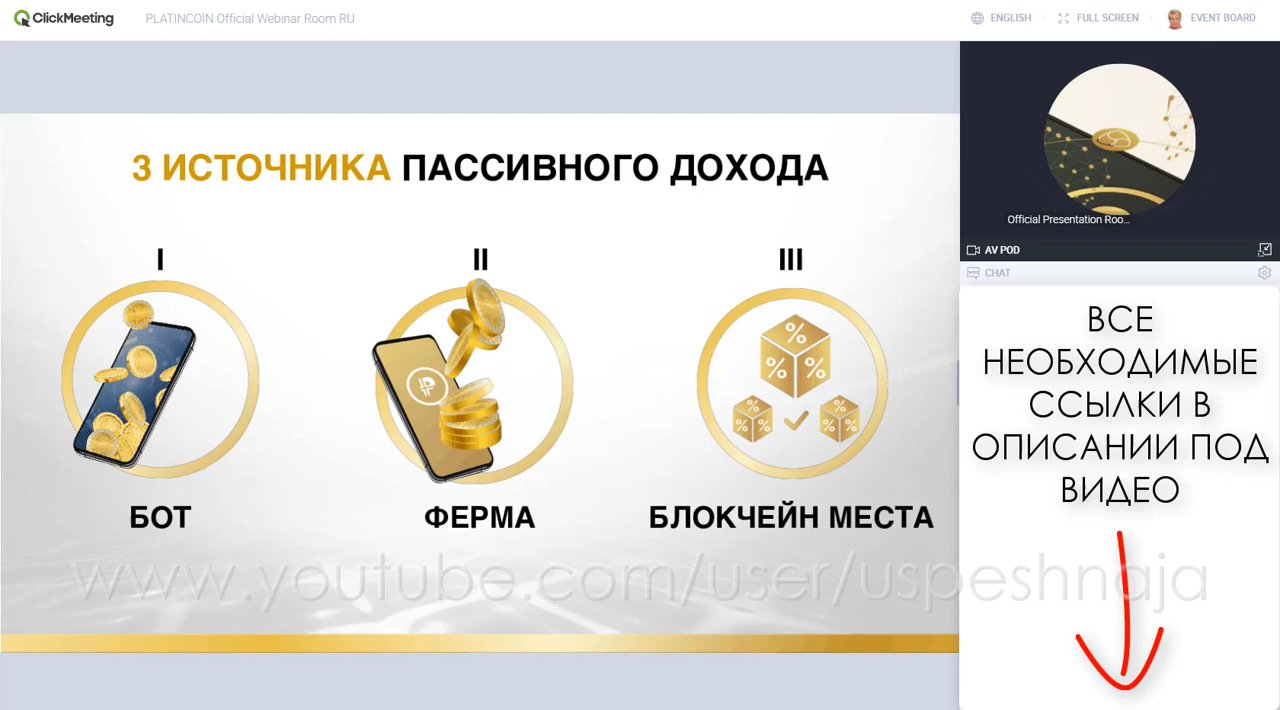 ClickMeeting
PLATINCOIN Official Webinar Room RU
ENGLISH
FULL SCREEN
EVENT BOARD
3 ИСТОЧНИКА ПАССИВНОГО ДОХОДА
I
II
III
БОТ
ФЕРМА
БЛОКЧЕЙН МЕСТА
Official Presentation Roo...
AV POD
CHAT
ВСЕ
НЕОБХОДИМЫЕ
ССЫЛКИ В
ОПИСАНИИ ПОД
ВИДЕО
www.youtube.com/user/uspeshnaja